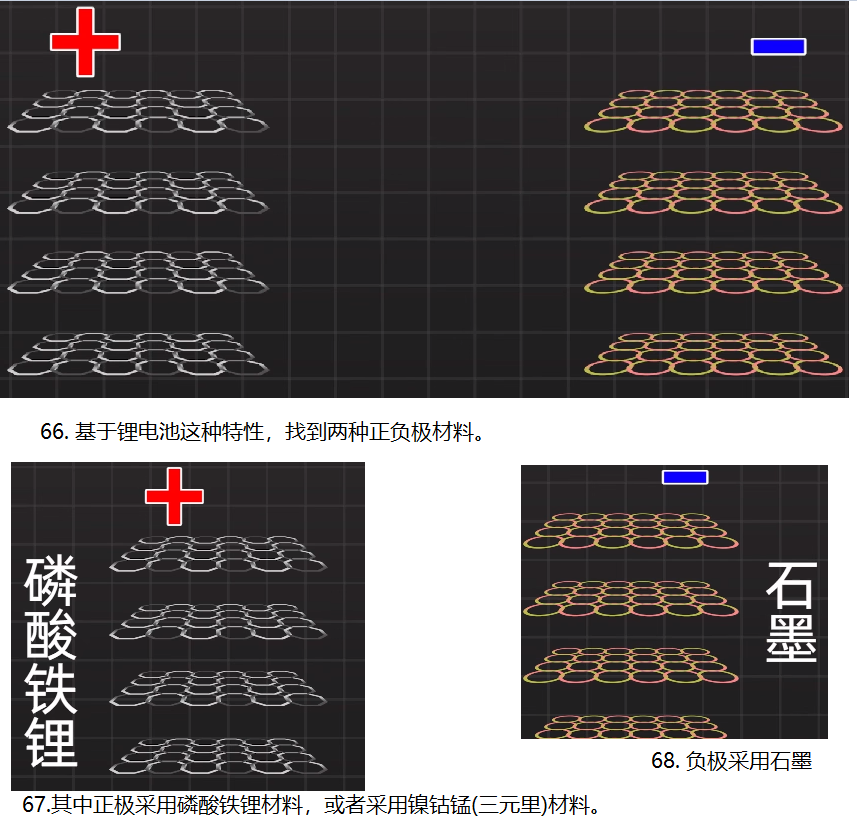 66. 基于锂电池这种特性，找到两种正负极材料。
磷酸铁锂
石墨
68. 负极采用石墨
67.其中正极采用磷酸铁锂材料，或者采用镍钴锰(三元里)材料。